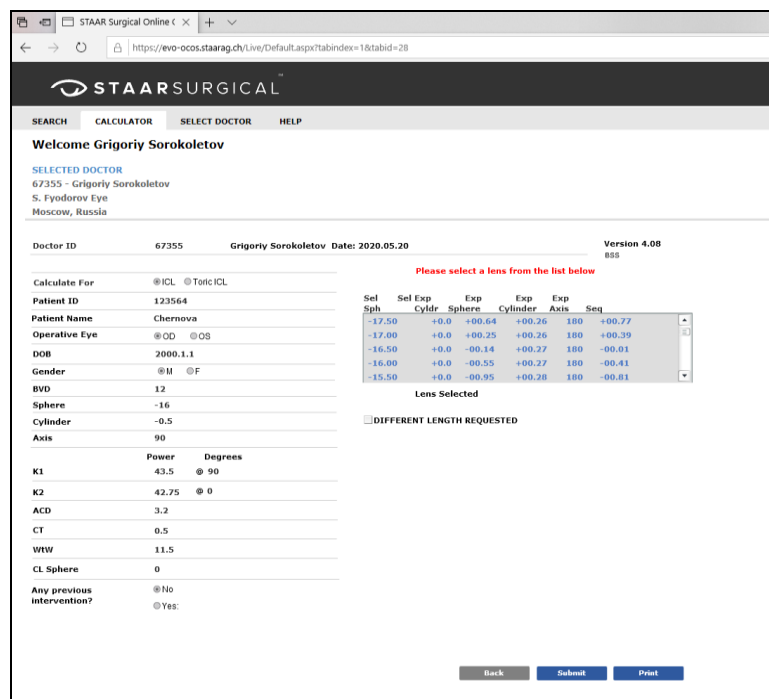 STAAR Surgical Online (
https://evo-ocos.staarag.ch/Live/Default.aspx?tabindex=1&tabid=28
STAARSURGICAL™
SEARCH CALCULATOR SELECT DOCTOR HELP
Welcome Grigoriy Sorokoletov
SELECTED DOCTOR
67355 - Grigoriy Sorokoletov
S. Fyodorov Eye
Moscow, Russia
Doctor ID 67355 Grigoriy Sorokoletov Date: 2020.05.20 Version 4.08
BSS
Please select a lens from the list below
Calculate For ICL Toric ICL
Patient ID 123564
Patient Name Chernova
Operative Eye OD OS
DOB 2000.1.1
Gender M F
BVD 12
Sphere -16
Cylinder -0.5
Axis 90
Power Degrees
K1 43.5 @ 90
K2 42.75 @ 0
ACD 3.2
CT 0.5
WtW 11.5
CL Sphere 0
Any previous intervention? No
Yes:
Sel Sel Exp Exp Exp Exp
Sph Cyldr Sphere Cylinder Axis Seq
-17.50 +0.0 +00.64 +00.26 180 +00.77
-17.00 +0.0 +00.25 +00.26 180 +00.39
-16.50 +0.0 -00.14 +00.27 180 -00.01
-16.00 +0.0 -00.55 +00.27 180 -00.41
-15.50 +0.0 -00.95 +00.28 180 -00.81
Lens Selected
DIFFERENT LENGTH REQUESTED
Back Submit Print